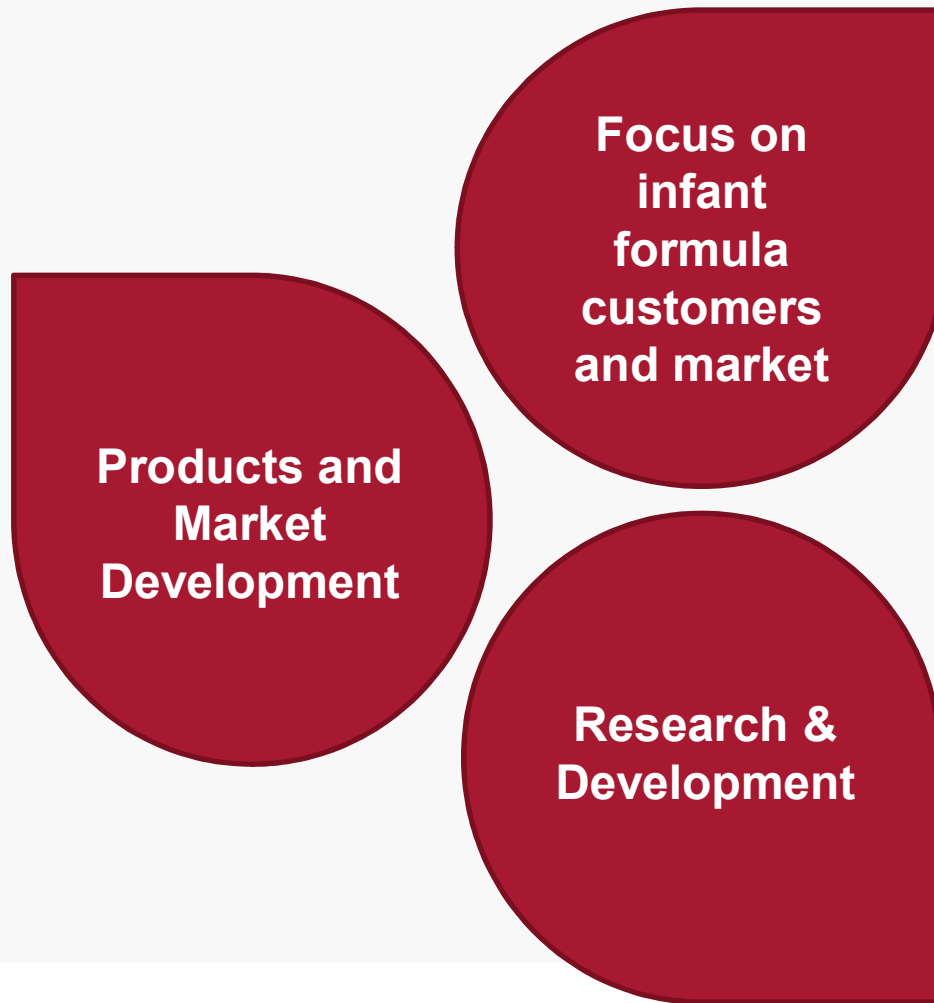 Focus on
infant
formula
customers
and market
Products and
Market
Development
Research &
Development